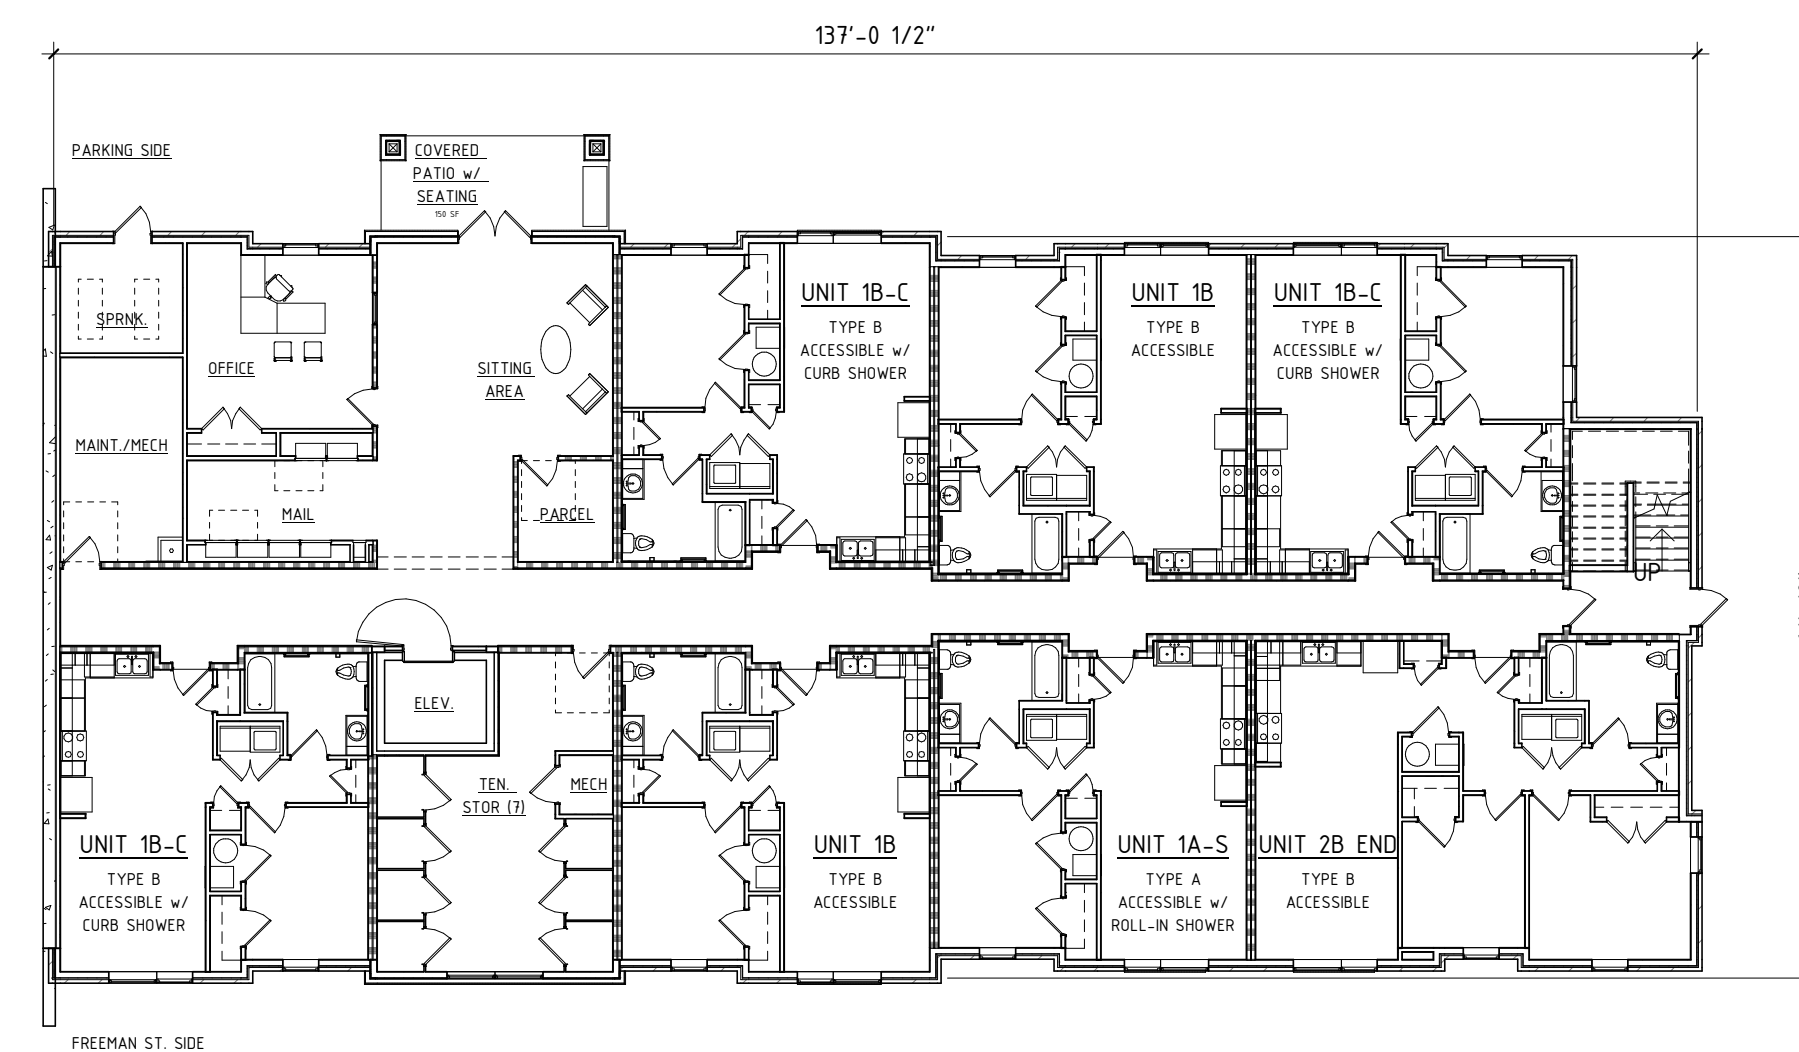 137'-0 1/2"
PARKING SIDE
COVERED
PATIO w/
SEATING
150 SF
SPRNK.
OFFICE
SITTING
AREA
MAINT./MECH
MAIL
PARCEL
UNIT 1B-C
TYPE B
ACCESSIBLE w/
CURB SHOWER
UNIT 1B
TYPE B
ACCESSIBLE
UNIT 1B-C
TYPE B
ACCESSIBLE w/
CURB SHOWER
UP
ELEV.
TEN.
STOR (7)
MECH
UNIT 1B-C
TYPE B
ACCESSIBLE w/
CURB SHOWER
UNIT 1B
TYPE B
ACCESSIBLE
UNIT 1A-S
TYPE A
ACCESSIBLE w/
ROLL-IN SHOWER
UNIT 2B END
TYPE B
ACCESSIBLE
FREEMAN ST. SIDE